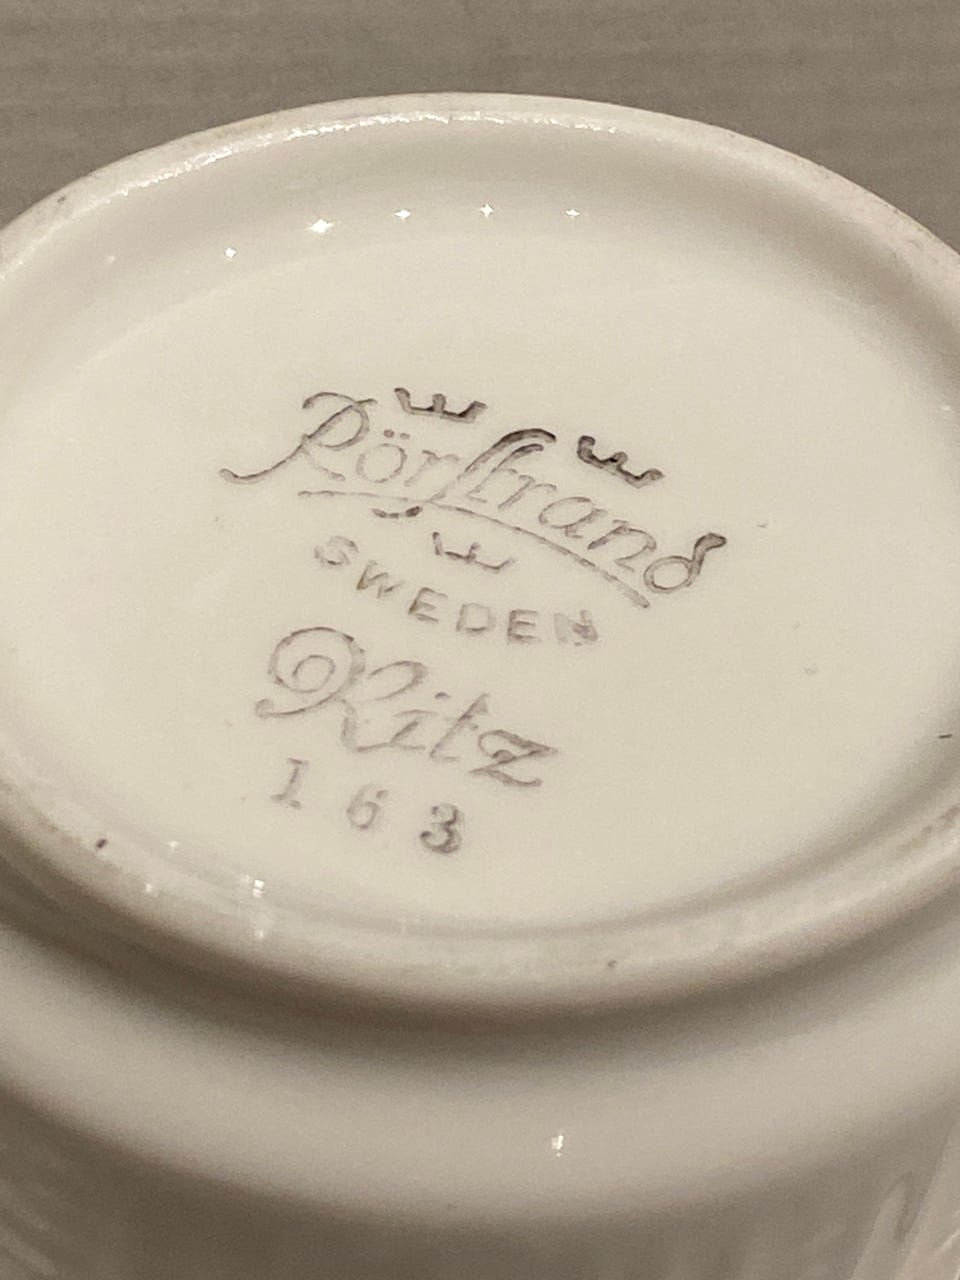 Rörstrand
SWEDEN
Ritz
163